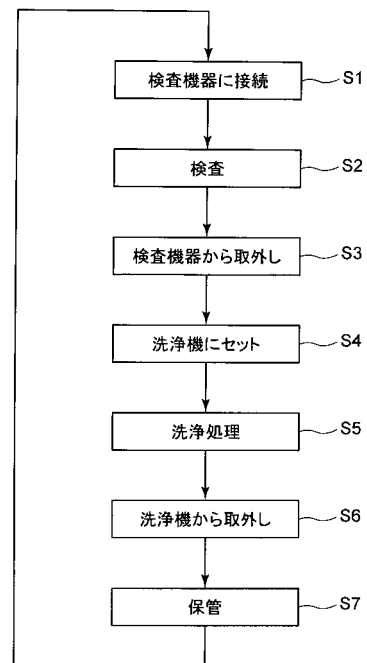 検査機器に接続 S1
検査 S2
検査機器から取外し S3
洗浄機にセット S4
洗浄処理 S5
洗浄機から取外し S6
保管 S7